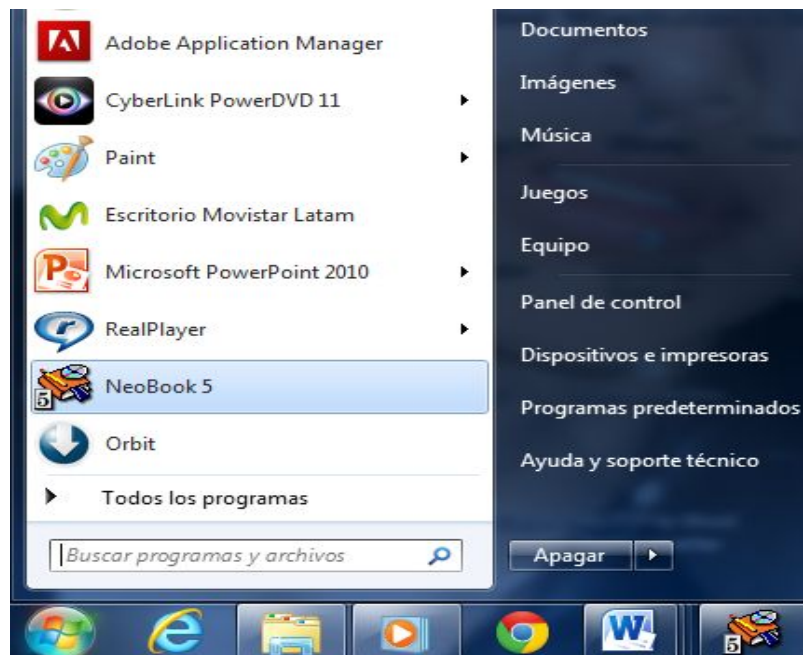 Adobe Application Manager
CyberLink PowerDVD 11
Paint
Escritorio Movistar Latam
Microsoft PowerPoint 2010
RealPlayer
NeoBook 5
Orbit
Todos los programas
Buscar programas y archivos
Documentos
Imágenes
Música
Juegos
Equipo
Panel de control
Dispositivos e impresoras
Programas predeterminados
Ayuda y soporte técnico
Apagar